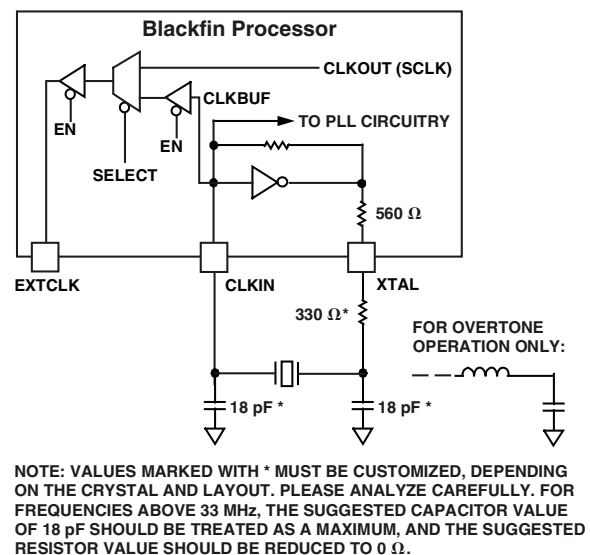 Blackfin Processor
CLKOUT (SCLK)
CLKBUF
TO PLL CIRCUITRY
EN
EN
SELECT
560 Ω
EXTCLK
CLKIN
XTAL
330 Ω*
FOR OVERTONE
OPERATION ONLY:
18 pF *
18 pF *
NOTE: VALUES MARKED WITH * MUST BE CUSTOMIZED, DEPENDING
ON THE CRYSTAL AND LAYOUT. PLEASE ANALYZE CAREFULLY. FOR
FREQUENCIES ABOVE 33 MHz, THE SUGGESTED CAPACITOR VALUE
OF 18 pF SHOULD BE TREATED AS A MAXIMUM, AND THE SUGGESTED
RESISTOR VALUE SHOULD BE REDUCED TO 0 Ω.